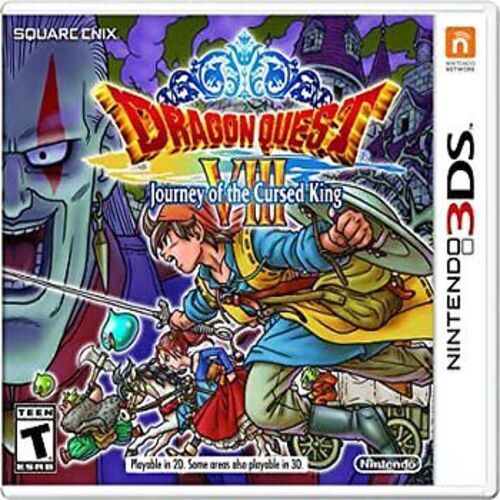 SQUARE ENIX
NINTENDO
NETWORK
DRAGON QUEST
VIII
Journey of the Cursed King
NINTENDO 3DS
TEEN
T
ESRB
Playable in 2D. Some areas also playable in 3D.
Nintendo